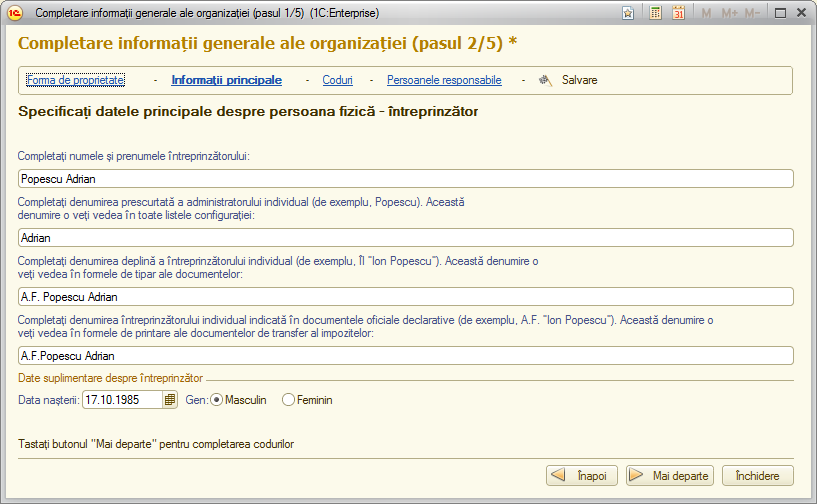 Completare informații generale ale organizației (pasul 1/5) (1C:Enterprise)
M M+ M-
Completare informații generale ale organizației (pasul 2/5) *
Forma de proprietate - Informații principale - Coduri - Persoanele responsabile - Salvare
Specificați datele principale despre persoana fizică - întreprinzător
Completați numele și prenumele întreprinzătorului:
Popescu Adrian
Completați denumirea prescurtată a administratorului individual (de exemplu, Popescu). Această
denumire o veți vedea în toate listele configurației:
Adrian
Completați denumirea deplină a întreprinzătorului individual (de exemplu, Îl "Ion Popescu"). Această denumire o
veți vedea în formele de tipar ale documentelor:
A.F. Popescu Adrian
Completați denumirea întreprinzătorului individual indicată în documentele oficiale declarative (de exemplu, A.F. "Ion Popescu"). Această denumire o
veți vedea în formele de printare ale documentelor de transfer al impozitelor:
A.F.Popescu Adrian
Date suplimentare despre întreprinzător
Data nașterii: 17.10.1985 Gen: Masculin Feminin
Tastați butonul "Mai departe" pentru completarea codurilor
Înapoi Mai departe Închidere